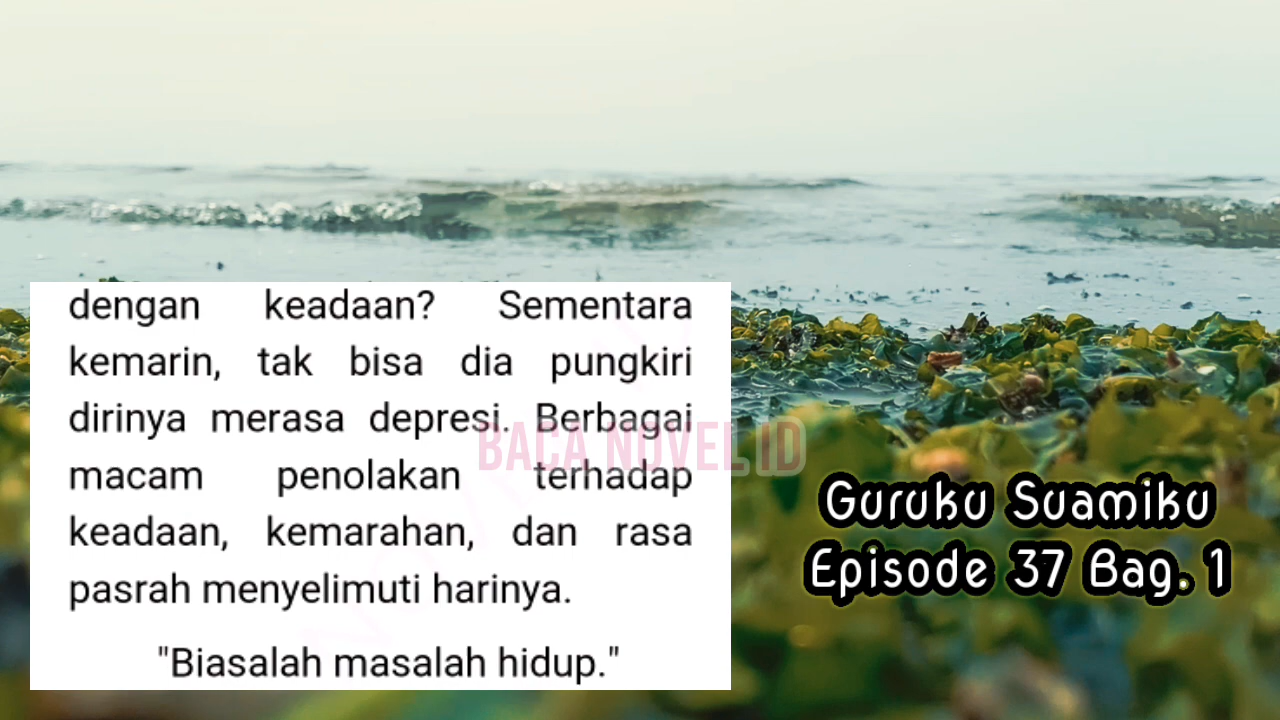 dengan keadaan? Sementara
kemarin, tak bisa dia pungkiri
dirinya merasa depresi. Berbagai
macam penolakan terhadap
keadaan, kemarahan, dan rasa
pasrah menyelimuti harinya.
"Biasalah masalah hidup."
BACA NOVEL ID
Guruku Suamiku
Episode 37 Bag. 1